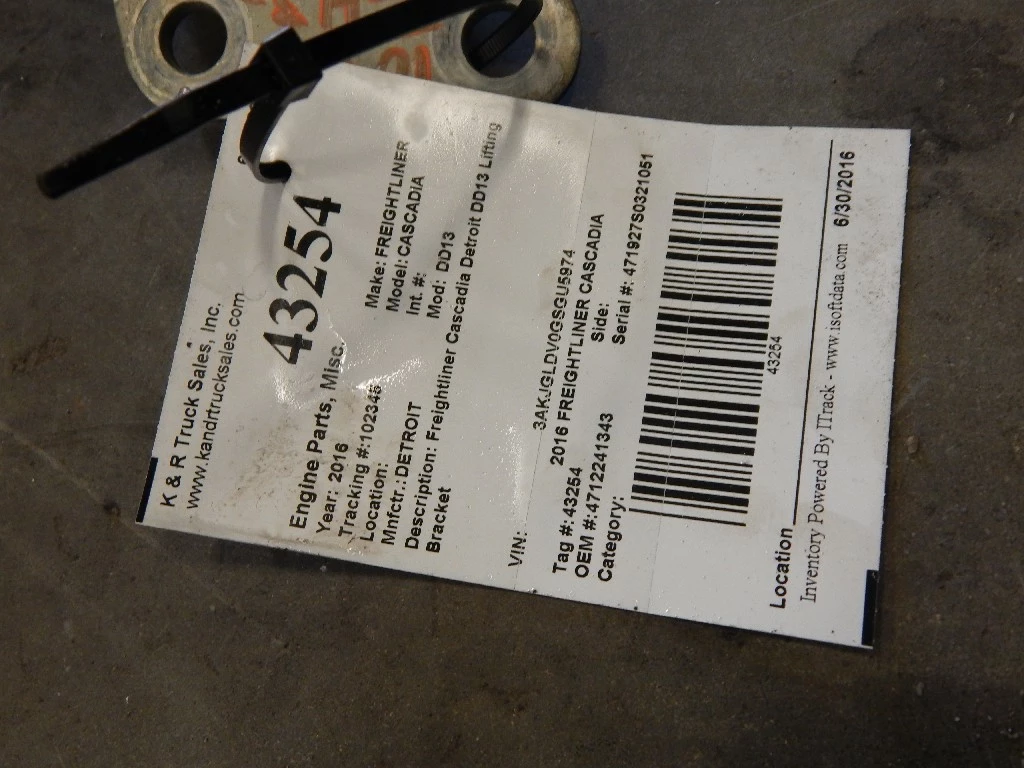 K & R Truck Sales, Inc.
www.kandrtrucksales.com
43254
Engine Parts, Misc.
Year: 2016 Make: FREIGHTLINER
Tracking #:102346 Model: CASCADIA
Location: Int. #:
Mnfctr.: DETROIT Mod: DD13
Description: Freightliner Cascadia Detroit DD13 Lifting
Bracket
VIN: 3AKJGLDV0GSGU5974
Tag #: 43254 2016 FREIGHTLINER CASCADIA
OEM #:4712241343 Side:
Category: Serial #: 471927S0321051
43254
Location
Inventory Powered By ITrack - www.isoftdata.com 6/30/2016